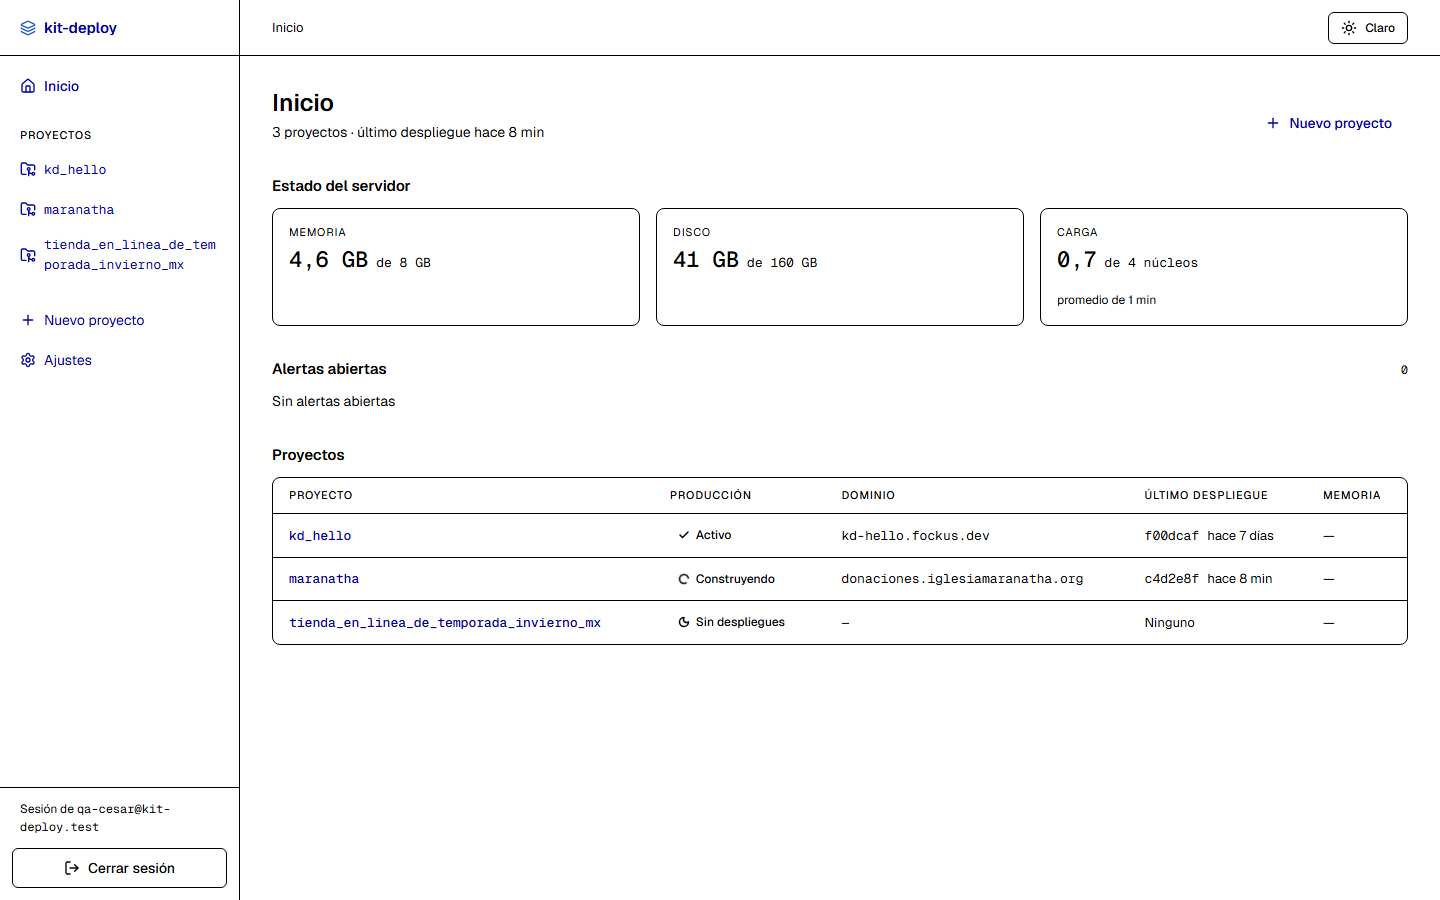 kit-deploy
Inicio
Claro
Inicio
PROYECTOS
kd_hello
maranatha
tienda_en_linea_de_tem
porada_invierno_mx
Nuevo proyecto
Ajustes
Sesión de qa-cesar@kit-
deploy.test
Cerrar sesión
Inicio
3 proyectos · último despliegue hace 8 min
Nuevo proyecto
Estado del servidor
MEMORIA
4,6 GB de 8 GB
DISCO
41 GB de 160 GB
CARGA
0,7 de 4 núcleos
promedio de 1 min
Alertas abiertas 0
Sin alertas abiertas
Proyectos
PROYECTO PRODUCCIÓN DOMINIO ÚLTIMO DESPLIEGUE MEMORIA
kd_hello Activo kd-hello.fockus.dev f00dcaf hace 7 días —
maranatha Construyendo donaciones.iglesiamaranatha.org c4d2e8f hace 8 min —
tienda_en_linea_de_temporada_invierno_mx Sin despliegues — Ninguno —